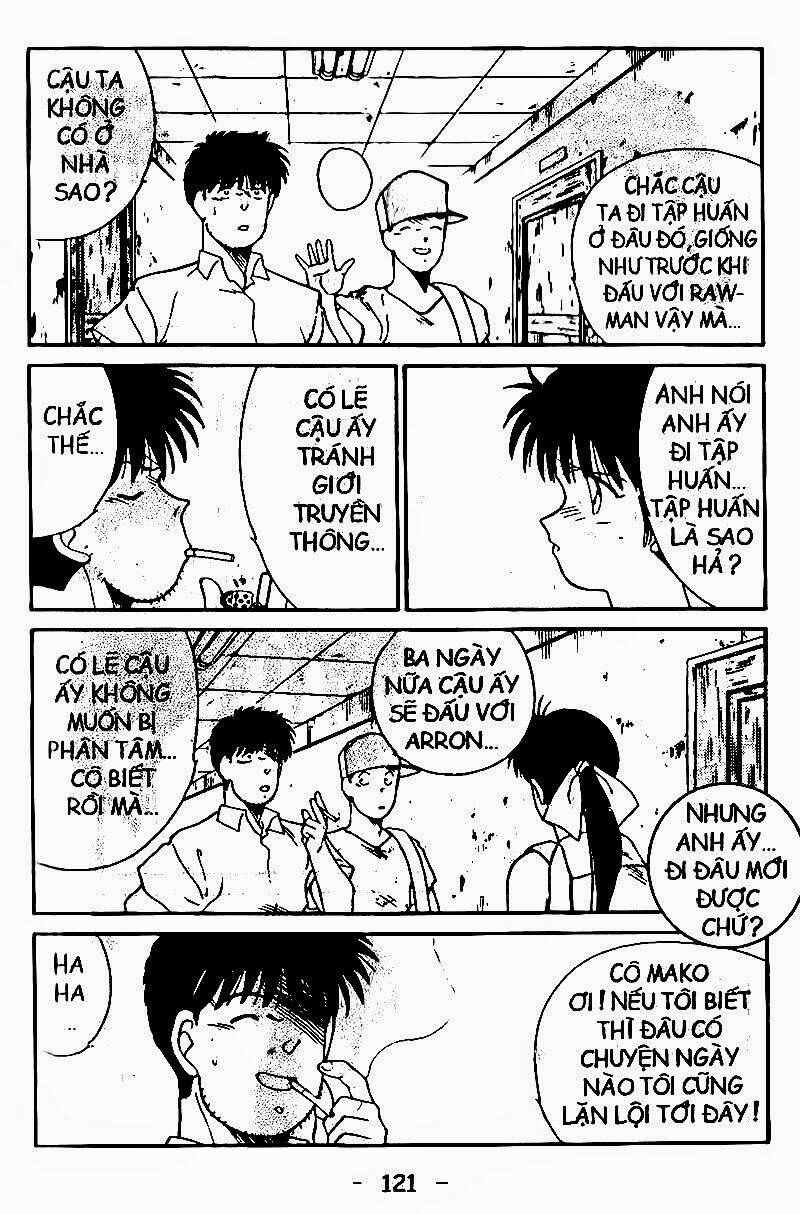 CẬU TA
KHÔNG
CÓ Ở
NHÀ
SAO?
CHẮC CẬU
TA ĐI TẬP HUẤN
Ở ĐÂU ĐÓ, GIỐNG
NHƯ TRƯỚC KHI
ĐẤU VỚI RAW-
MAN VẬY MÀ...
CHẮC
THẾ...
CÓ LẼ
CẬU ẤY
TRÁNH
GIỚI
TRUYỀN
THÔNG...
ANH NÓI
ANH ẤY
ĐI TẬP
HUẤN...
TẬP HUẤN
LÀ SAO
HẢ?
CÓ LẼ CẬU
ẤY KHÔNG
MUỐN BỊ
PHÂN TÂM...
CÔ BIẾT
RỒI MÀ...
BA NGÀY
NỮA CẬU ẤY
SẼ ĐẤU VỚI
ARRON...
NHƯNG
ANH ẤY...
ĐI ĐÂU MỚI
ĐƯỢC
CHỨ?
HA
HA
..
CÔ MAKO
ƠI! NẾU TÔI BIẾT
THÌ ĐÂU CÓ
CHUYỆN NGÀY
NÀO TÔI CŨNG
LẶN LỘI TỚI ĐÂY!
- 121 -